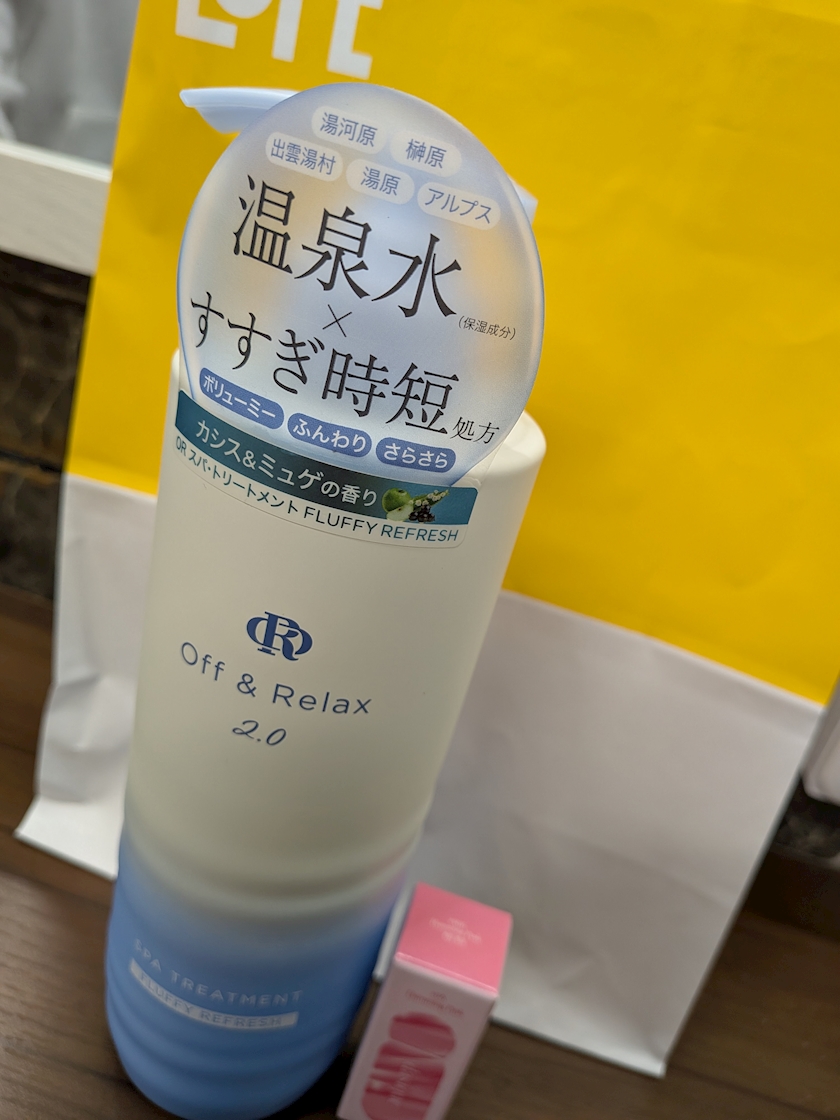 湯河原 榊原
出雲湯村 湯原 アルプス
温泉水
(保湿成分)
×
すすぎ時短処方
ボリューミー ふんわり さらさら
カシス&ミュゲの香り
OR スパ・トリートメント FLUFFY REFRESH
OR
Off & Relax
2.0
SPA TREATMENT
FLUFFY REFRESH